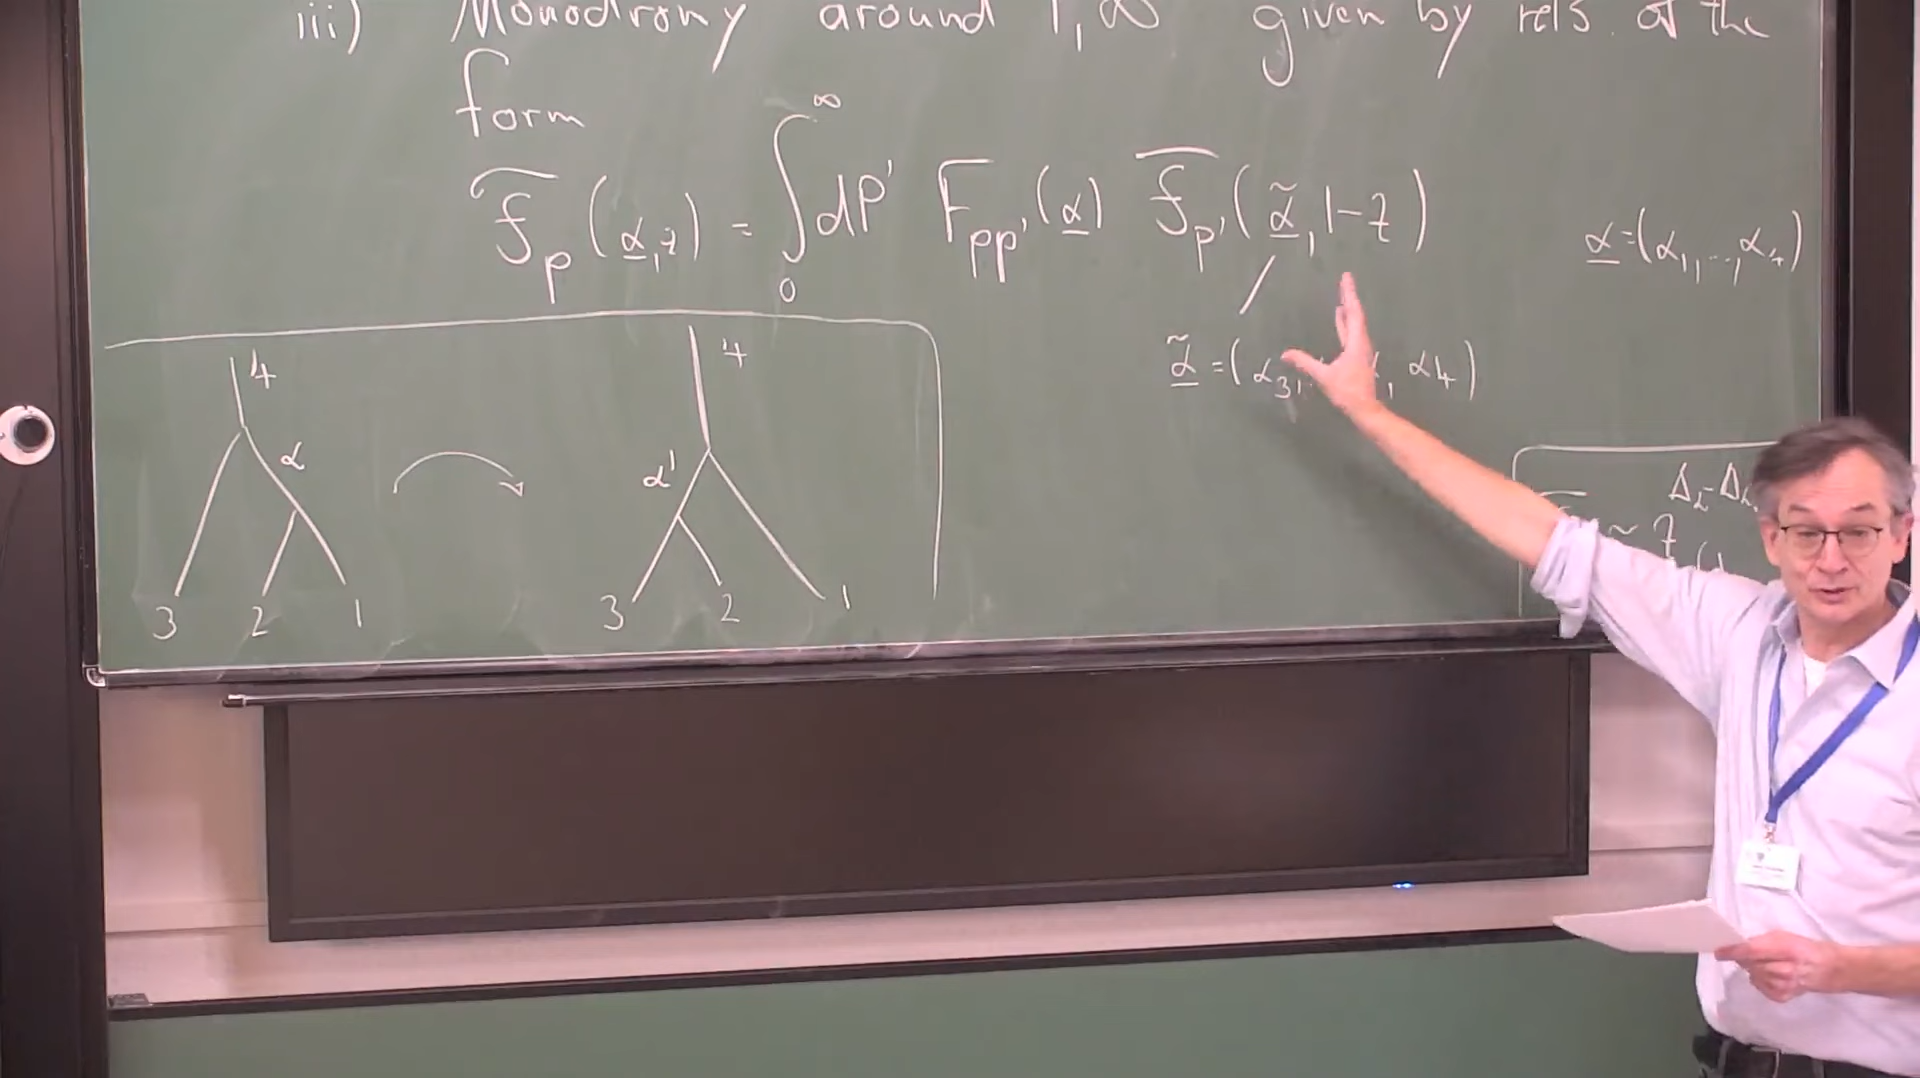 iii) Monodromy around 1, ∞ given by rels. of the
form
𝓕_p (α̲, z) = ∫_0^∞ dP' F_pp' (α̲) 𝓕_p' (α̲̃, 1-z)
α̲ = (α_1, ..., α_4)
α̲̃ = (α_3, α_4)
4
α
3 2 1
4
α'
3 2 1
~ z